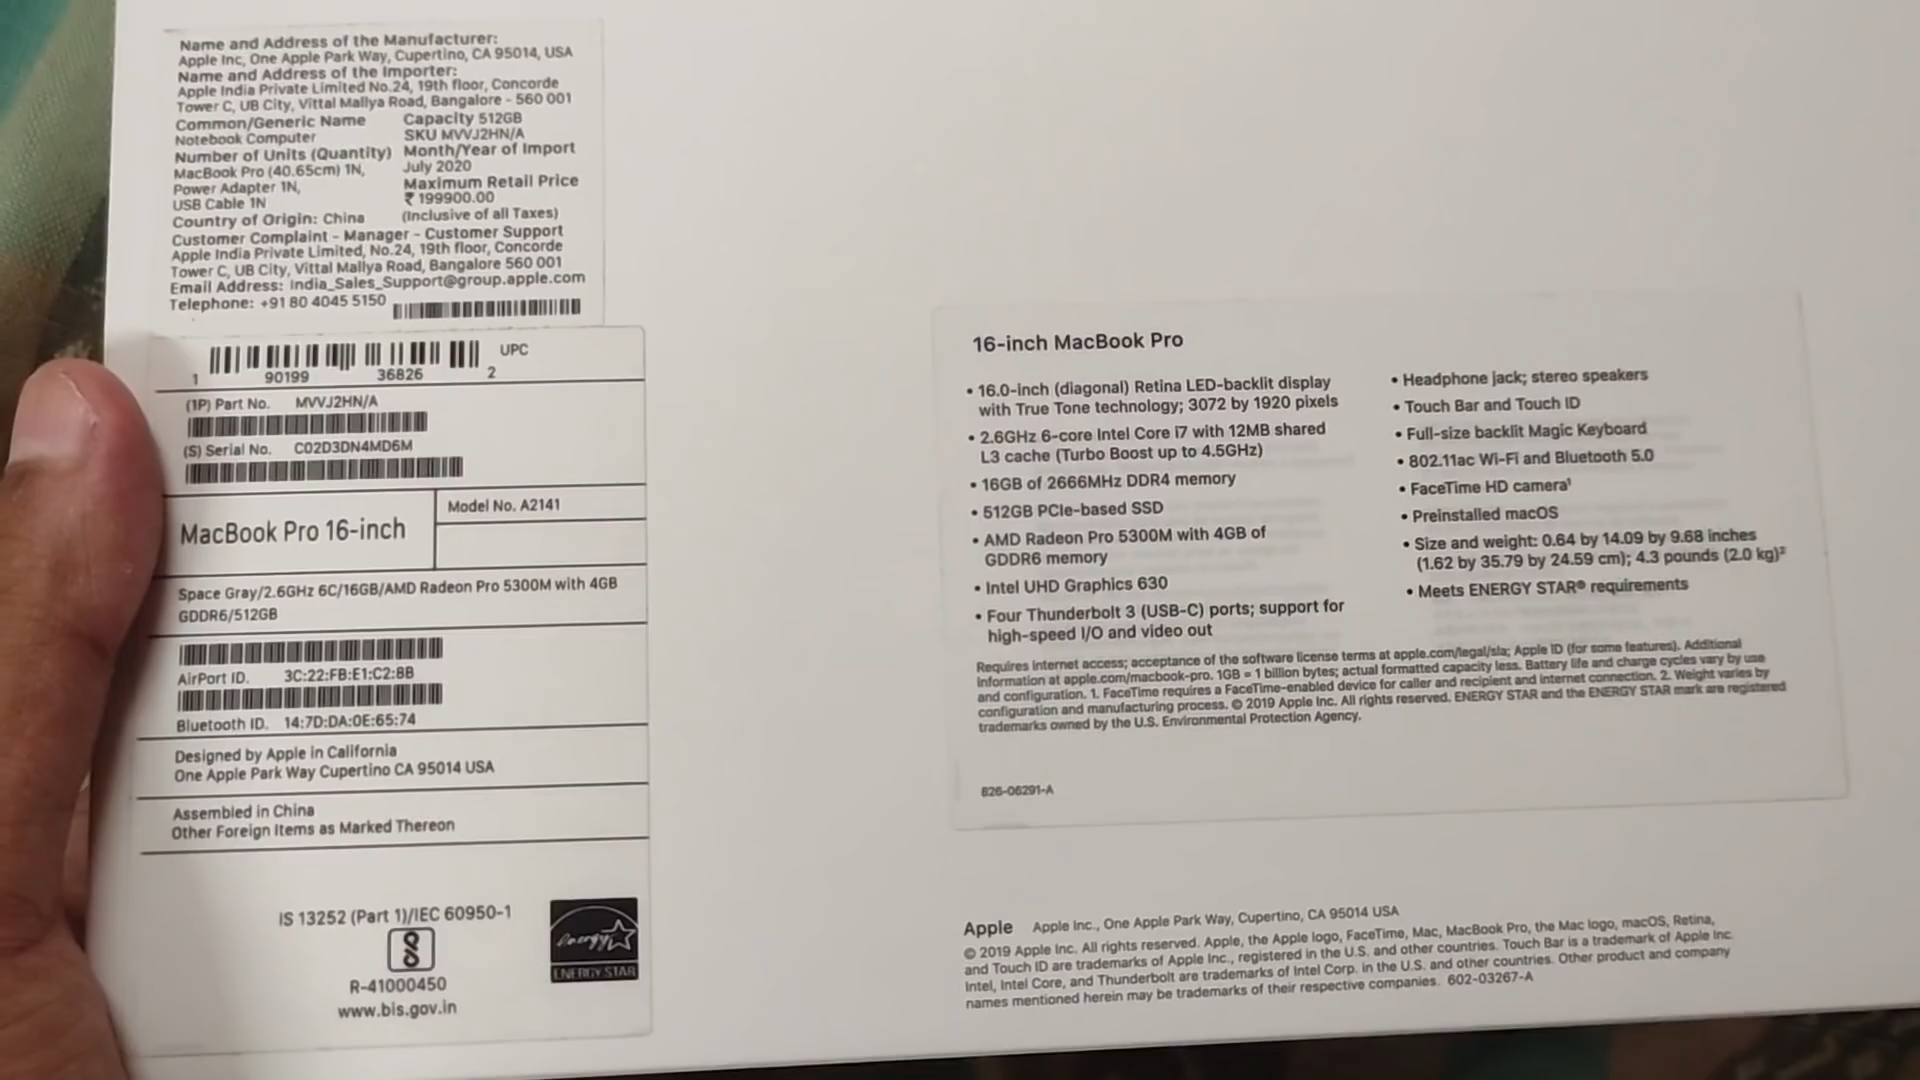 Name and Address of the Manufacturer:
Apple Inc, One Apple Park Way, Cupertino, CA 95014, USA
Name and Address of the Importer:
Apple India Private Limited No.24, 19th floor, Concorde
Tower C, UB City, Vittal Mallya Road, Bangalore - 560 001
Common/Generic Name
Notebook Computer
Number of Units (Quantity)
MacBook Pro (40.65cm) 1N,
Power Adapter 1N,
USB Cable 1N
Country of Origin: China
Capacity 512GB
SKU MVVJ2HN/A
Month/Year of Import
July 2020
Maximum Retail Price
₹ 199900.00
(Inclusive of all Taxes)
Customer Complaint - Manager - Customer Support
Apple India Private Limited, No.24, 19th floor, Concorde
Tower C, UB City, Vittal Mallya Road, Bangalore 560 001
Email Address: India_Sales_Support@group.apple.com
Telephone: +91 80 4045 5150
UPC
1 90199 36826 2
(1P) Part No. MVVJ2HN/A
(S) Serial No. C02D3DN4MD6M
MacBook Pro 16-inch
Model No. A2141
Space Gray/2.6GHz 6C/16GB/AMD Radeon Pro 5300M with 4GB
GDDR6/512GB
AirPort ID. 3C:22:FB:E1:C2:8B
Bluetooth ID. 14:7D:DA:0E:65:74
Designed by Apple in California
One Apple Park Way Cupertino CA 95014 USA
Assembled in China
Other Foreign Items as Marked Thereon
IS 13252 (Part 1)/IEC 60950-1
R-41000450
www.bis.gov.in
energy
ENERGY STAR
16-inch MacBook Pro
• 16.0-inch (diagonal) Retina LED-backlit display
with True Tone technology; 3072 by 1920 pixels
• 2.6GHz 6-core Intel Core i7 with 12MB shared
L3 cache (Turbo Boost up to 4.5GHz)
• 16GB of 2666MHz DDR4 memory
• 512GB PCIe-based SSD
• AMD Radeon Pro 5300M with 4GB of
GDDR6 memory
• Intel UHD Graphics 630
• Four Thunderbolt 3 (USB-C) ports; support for
high-speed I/O and video out
• Headphone jack; stereo speakers
• Touch Bar and Touch ID
• Full-size backlit Magic Keyboard
• 802.11ac Wi-Fi and Bluetooth 5.0
• FaceTime HD camera¹
• Preinstalled macOS
• Size and weight: 0.64 by 14.09 by 9.68 inches
(1.62 by 35.79 by 24.59 cm); 4.3 pounds (2.0 kg)²
• Meets ENERGY STAR® requirements
Requires internet access; acceptance of the software license terms at apple.com/legal/sla; Apple ID (for some features). Additional
information at apple.com/macbook-pro. 1GB = 1 billion bytes; actual formatted capacity less. Battery life and charge cycles vary by use
and configuration. 1. FaceTime requires a FaceTime-enabled device for caller and recipient and internet connection. 2. Weight varies by
configuration and manufacturing process. © 2019 Apple Inc. All rights reserved. ENERGY STAR and the ENERGY STAR mark are registered
trademarks owned by the U.S. Environmental Protection Agency.
826-06291-A
Apple Apple Inc., One Apple Park Way, Cupertino, CA 95014 USA
© 2019 Apple Inc. All rights reserved. Apple, the Apple logo, FaceTime, Mac, MacBook Pro, the Mac logo, macOS, Retina,
and Touch ID are trademarks of Apple Inc., registered in the U.S. and other countries. Touch Bar is a trademark of Apple Inc.
Intel, Intel Core, and Thunderbolt are trademarks of Intel Corp. in the U.S. and other countries. Other product and company
names mentioned herein may be trademarks of their respective companies. 602-03267-A